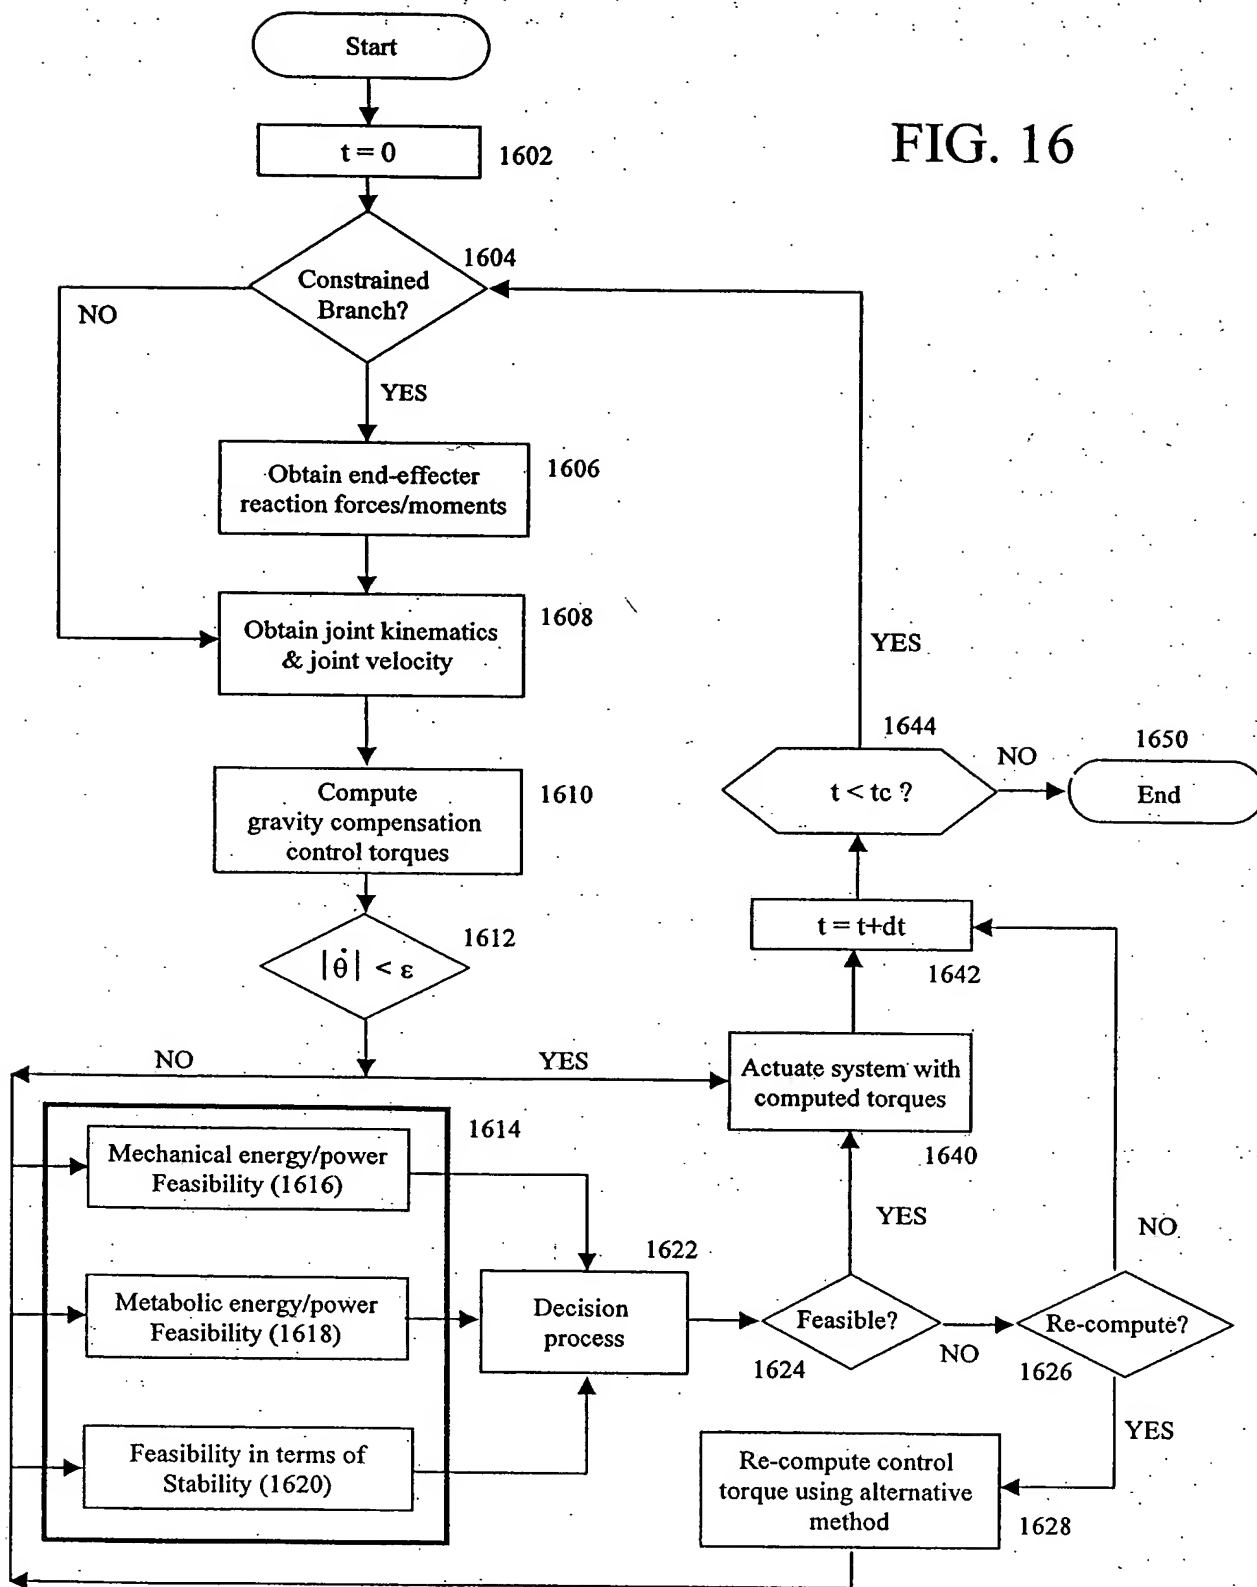 Start
FIG. 16
t = 0
1602
1604
Constrained
Branch?
NO
YES
1606
Obtain end-effecter
reaction forces/moments
1608
Obtain joint kinematics
& joint velocity
YES
1644
1650
NO
t < tc ?
End
1610
Compute
gravity compensation
control torques
t = t+dt
1612
|θ̇| < ε
1642
NO
YES
Actuate system with
computed torques
1614
1640
Mechanical energy/power
Feasibility (1616)
YES
NO
1622
Metabolic energy/power
Feasibility (1618)
Decision
process
Feasible?
Re-compute?
1624
NO
1626
YES
Feasibility in terms of
Stability (1620)
Re-compute control
torque using alternative
method
1628